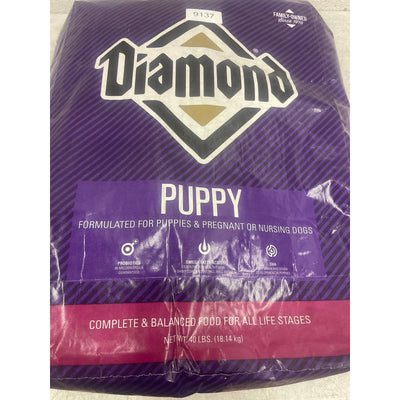 9137
FAMILY-OWNED
Diamond®
PUPPY
FORMULATED FOR PUPPIES & PREGNANT OR NURSING DOGS
PROBIOTICS
DHA
COMPLETE & BALANCED FOOD FOR ALL LIFE STAGES
NET WT. 40 LBS. (18.14 kg)